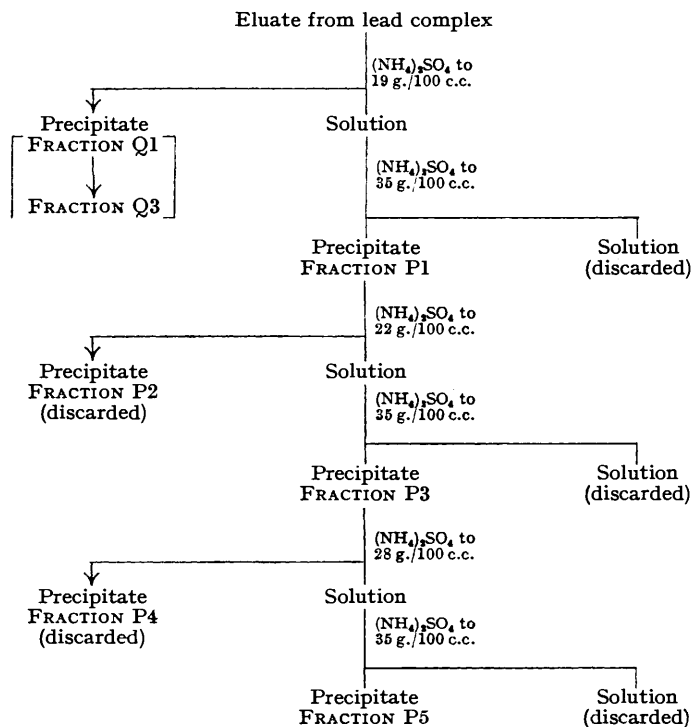 Eluate from lead complex
(NH₄)₂SO₄ to
19 g./100 c.c.
Precipitate
FRACTION Q1
Solution
(NH₄)₂SO₄ to
35 g./100 c.c.
FRACTION Q3
Precipitate
FRACTION P1
Solution
(discarded)
(NH₄)₂SO₄ to
22 g./100 c.c.
Precipitate
FRACTION P2
(discarded)
Solution
(NH₄)₂SO₄ to
35 g./100 c.c.
Precipitate
FRACTION P3
Solution
(discarded)
(NH₄)₂SO₄ to
28 g./100 c.c.
Precipitate
FRACTION P4
(discarded)
Solution
(NH₄)₂SO₄ to
35 g./100 c.c.
Precipitate
FRACTION P5
Solution
(discarded)